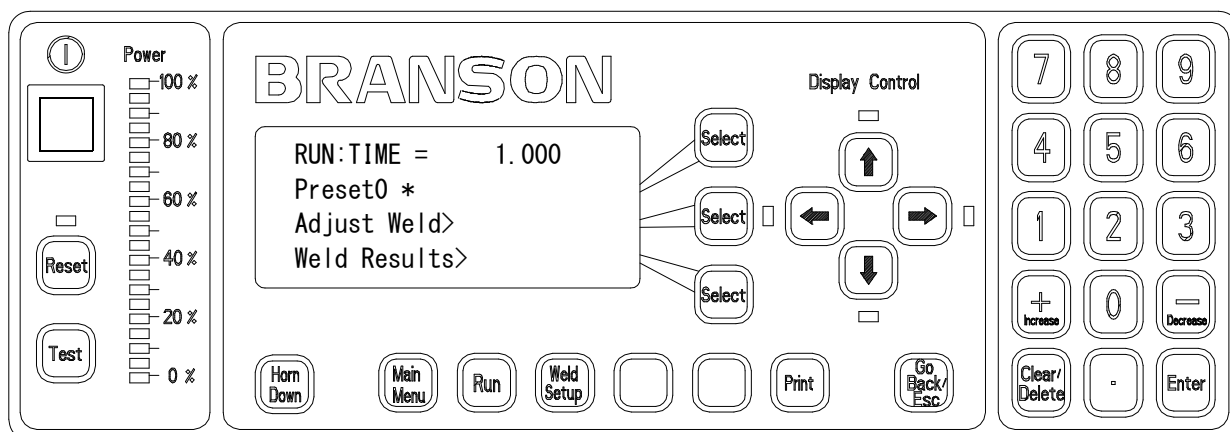 Power
100 %
80 %
60 %
40 %
20 %
0 %
Reset
Test
BRANSON
RUN:TIME = 1.000
Preset0 *
Adjust Weld>
Weld Results>
Select
Select
Select
Display Control
Horn
Down
Main
Menu
Run
Weld
Setup
Print
Go
Back/
Esc
7 8 9
4 5 6
1 2 3
+
Increase
0
—
Decrease
Clear/
Delete
.
Enter